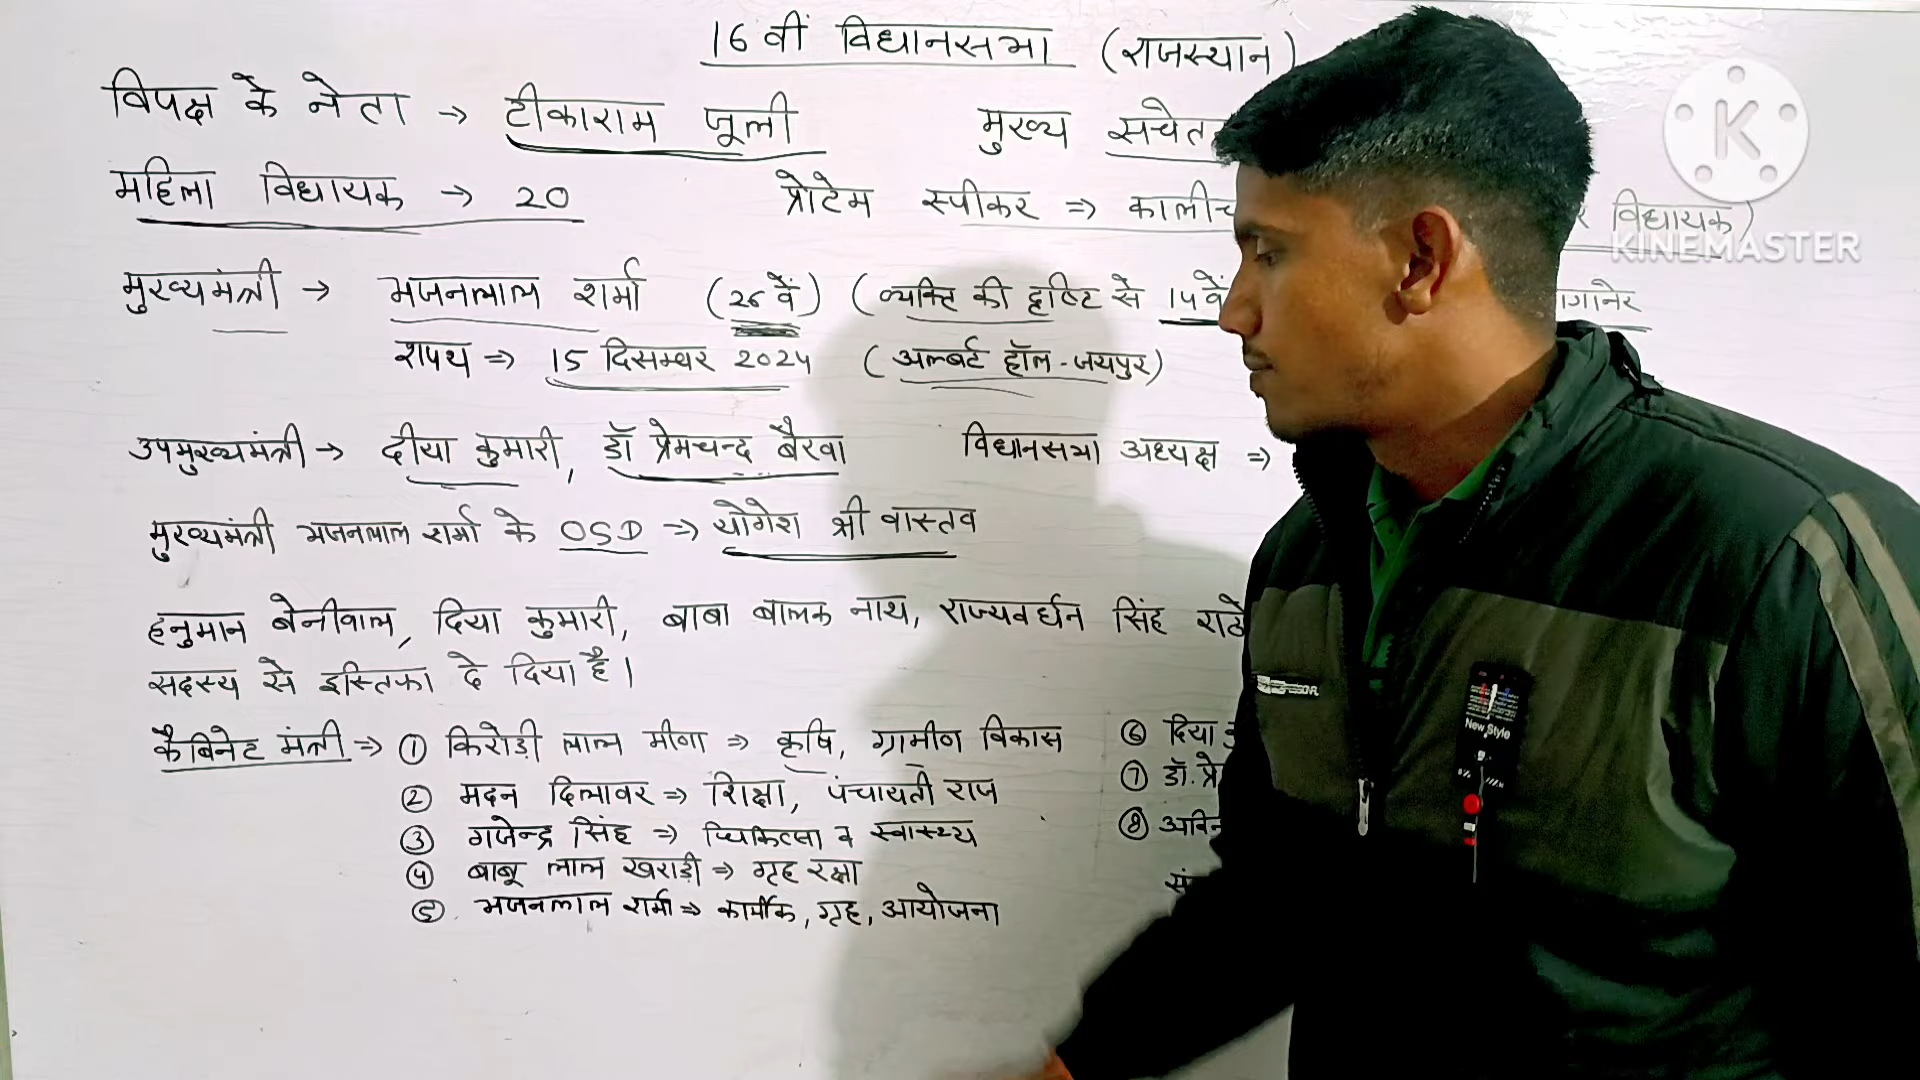 16 वीं विधानसभा (राजस्थान)
विपक्ष के नेता → टीकाराम जूली मुख्य
महिला विधायक → 20 प्रोटेम स्पीकर ⇒ विधायक)
KINEMASTER
मुख्यमंत्री → भजनलाल शर्मा (26 वें) (व्यक्ति की दृष्टि से 14 वें
शपथ ⇒ 15 दिसम्बर 2024 (अल्बर्ट हॉल - जयपुर)
उपमुख्यमंत्री → दीया कुमारी, डॉ प्रेमचन्द बैरवा विधानसभा अध्यक्ष ⇒
मुख्यमंत्री भजनलाल शर्मा के OSD ⇒ योगेश श्री वास्तव
हनुमान बेनीवाल, दिया कुमारी, बाबा बालक नाथ, राज्यवर्धन सिंह
सदस्य से इस्तिफा दे दिया है।
कैबिनेट मंत्री ⇒ ① किरोड़ी लाल मीणा ⇒ कृषि, ग्रामीण विकास ⑥ दिया
② मदन दिलावर ⇒ शिक्षा, पंचायती राज ⑦ डॉ.
③ गजेन्द्र सिंह ⇒ चिकित्सा व स्वास्थ्य ⑧
④ बाबू लाल खराड़ी ⇒ गृह रक्षा
⑤ भजनलाल शर्मा ⇒ कार्मीक, गृह, आयोजना
New Style